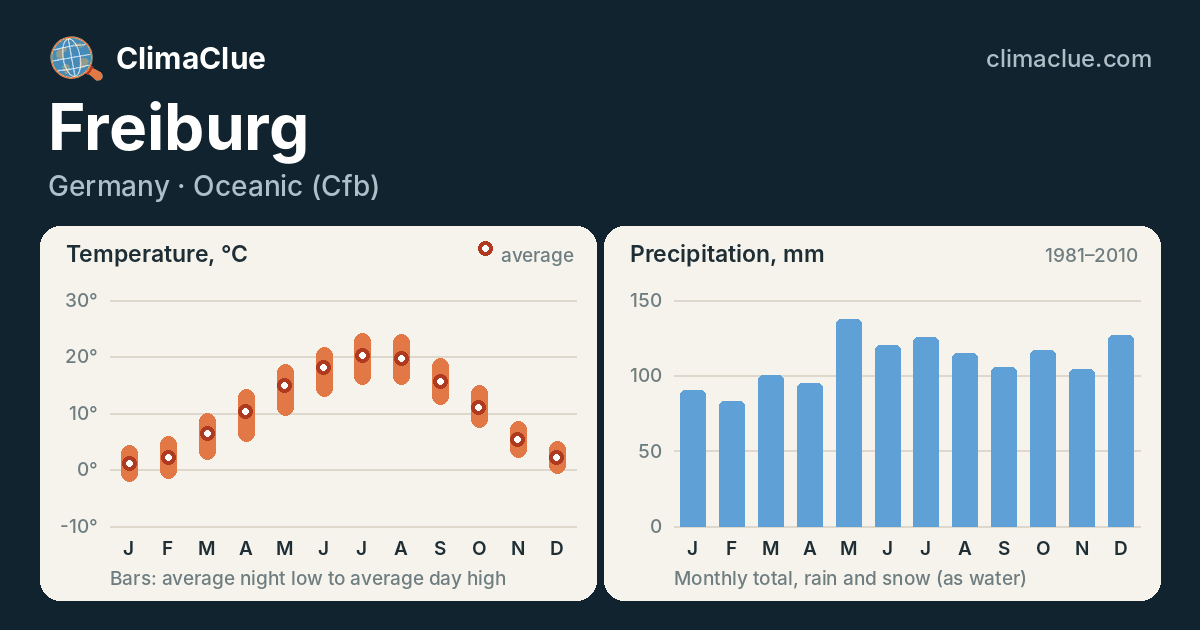 ClimaClue
climaclue.com
Freiburg
Germany · Oceanic (Cfb)
Temperature, °C
average
30°
20°
10°
0°
-10°
J F M A M J J A S O N D
Bars: average night low to average day high
Precipitation, mm
1981–2010
150
100
50
0
J F M A M J J A S O N D
Monthly total, rain and snow (as water)